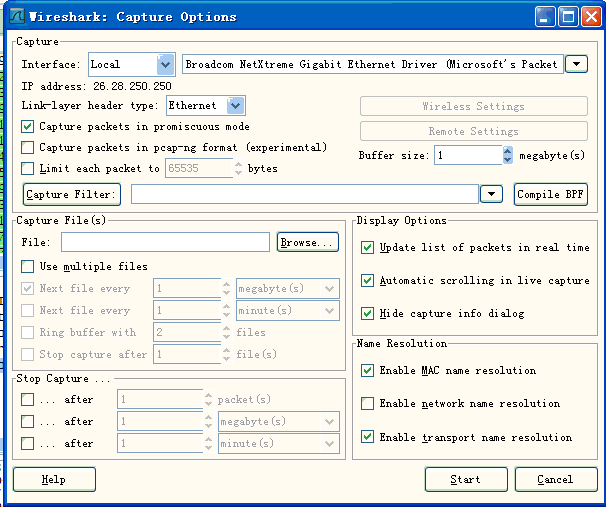 Wireshark: Capture Options
Capture
Interface: Local Broadcom NetXtreme Gigabit Ethernet Driver (Microsoft's Packet
IP address: 26.28.250.250
Link-layer header type: Ethernet
Wireless Settings
Capture packets in promiscuous mode
Remote Settings
Capture packets in pcap-ng format (experimental)
Buffer size: 1 megabyte(s)
Limit each packet to 65535 bytes
Capture Filter: Compile BPF
Capture File(s)
File: Browse...
Use multiple files
Next file every 1 megabyte(s)
Next file every 1 minute(s)
Ring buffer with 2 files
Stop capture after 1 file(s)
Stop Capture ...
... after 1 packet(s)
... after 1 megabyte(s)
... after 1 minute(s)
Display Options
Update list of packets in real time
Automatic scrolling in live capture
Hide capture info dialog
Name Resolution
Enable MAC name resolution
Enable network name resolution
Enable transport name resolution
Help Start Cancel